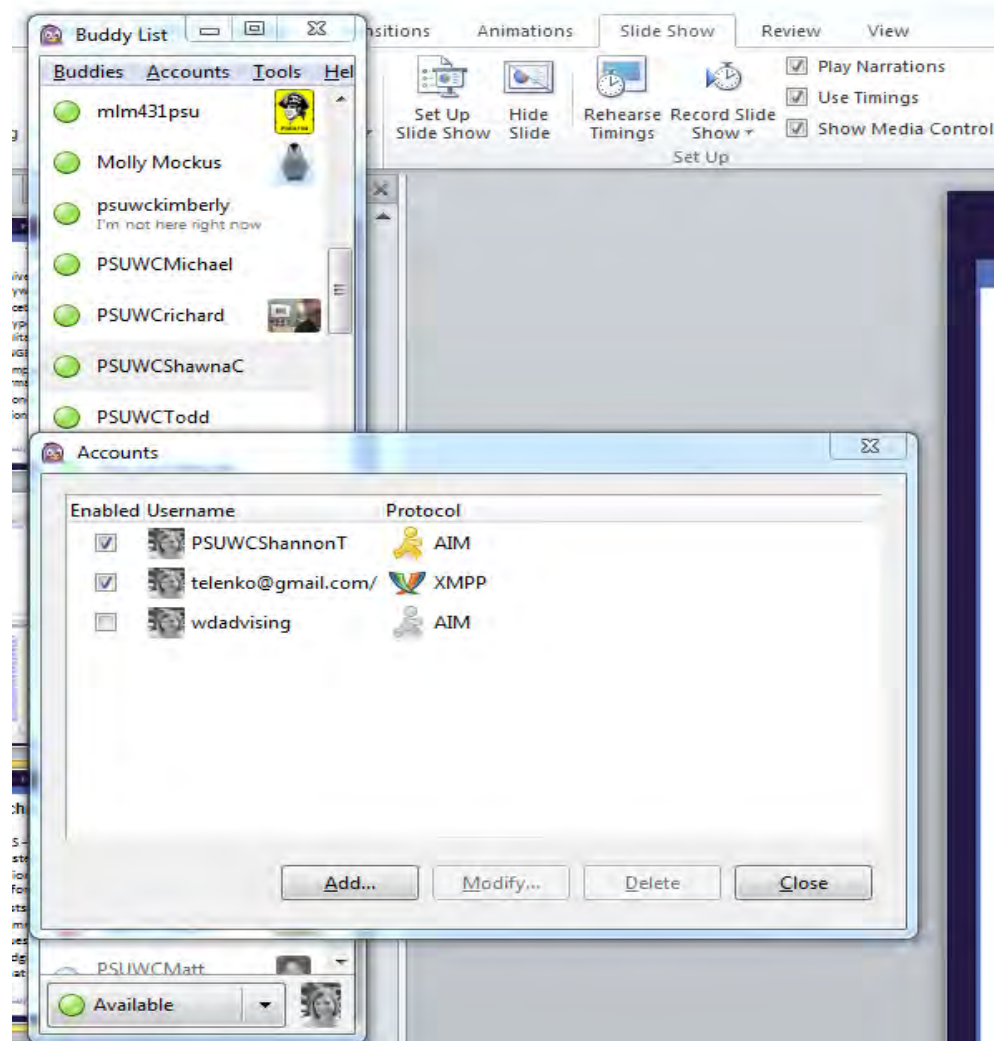 Buddy List
Buddies Accounts Tools Hel
mlm431psu
Molly Mockus
psuwckimberly
I'm not here right now
PSUWCMichael
PSUWCrichard
PSUWCShawnaC
PSUWCTodd
sitions Animations Slide Show Review View
Set Up Slide Show
Hide Slide
Rehearse Timings
Record Slide Show
Play Narrations
Use Timings
Show Media Control
Set Up
Accounts
Enabled Username Protocol
PSUWCShannonT AIM
telenko@gmail.com/ XMPP
wdadvising AIM
Add... Modify... Delete Close
PSUWCMatt
Available